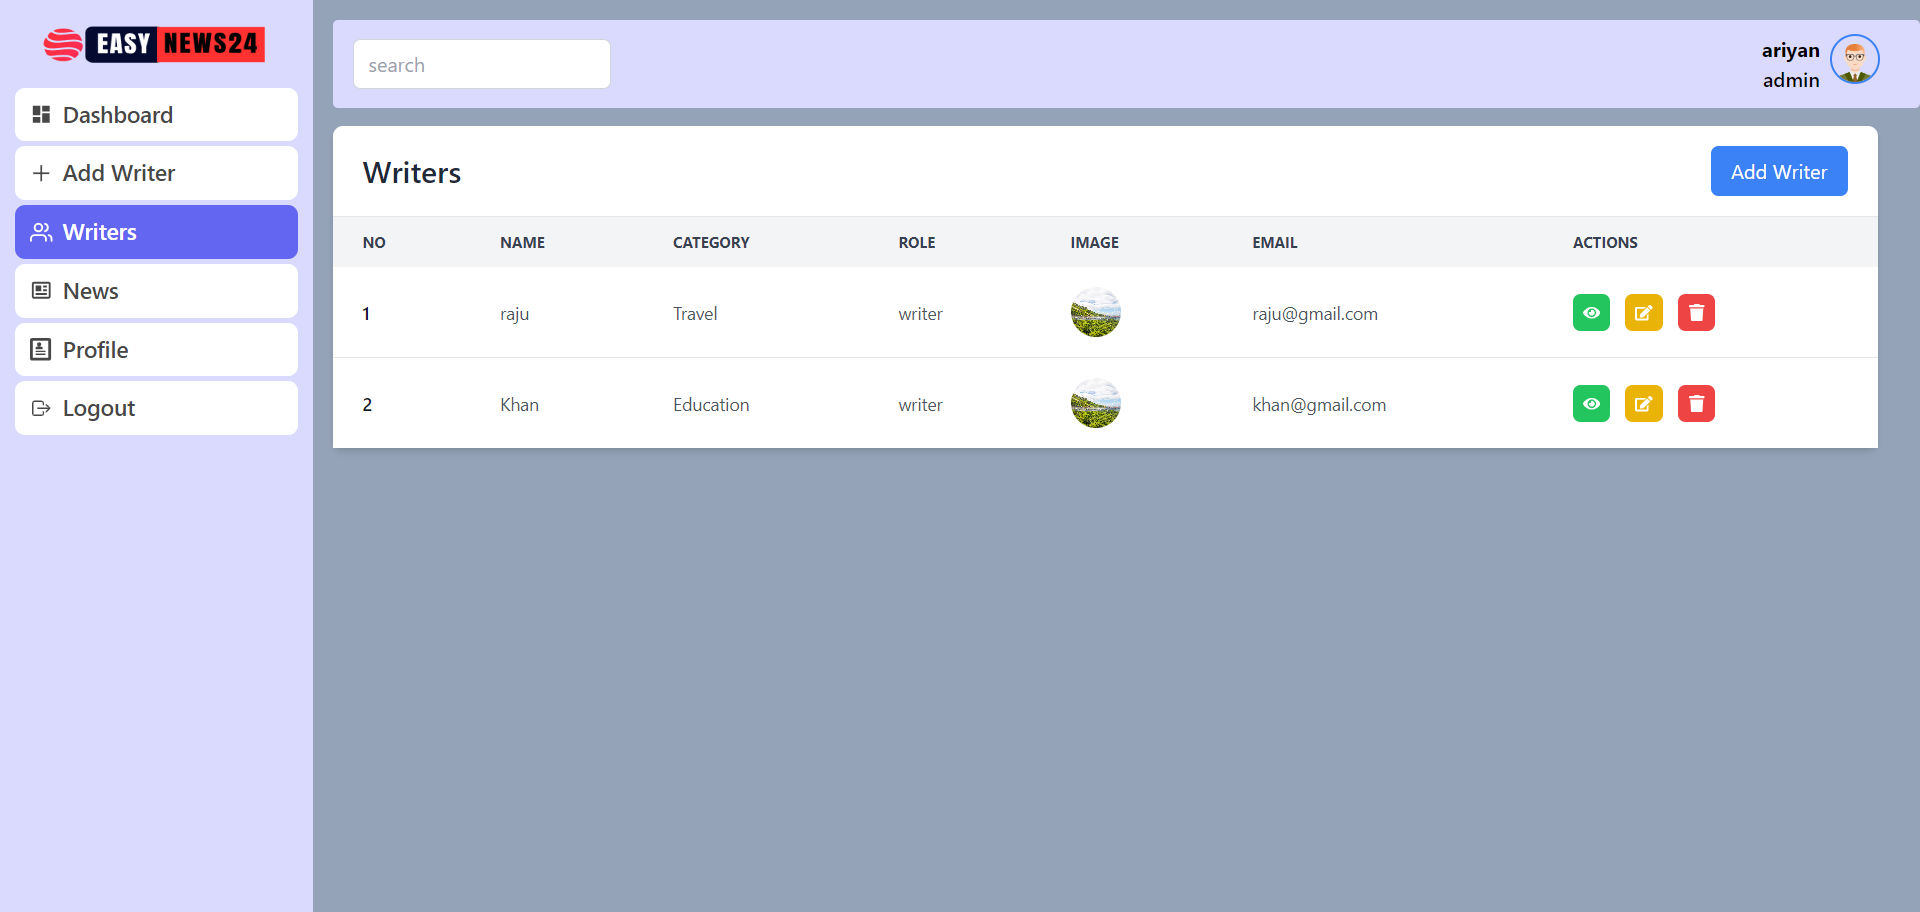 EASY NEWS24
Dashboard
Add Writer
Writers
News
Profile
Logout
search
ariyan
admin
Writers
Add Writer
NO NAME CATEGORY ROLE IMAGE EMAIL ACTIONS
1 raju Travel writer raju@gmail.com
2 Khan Education writer khan@gmail.com